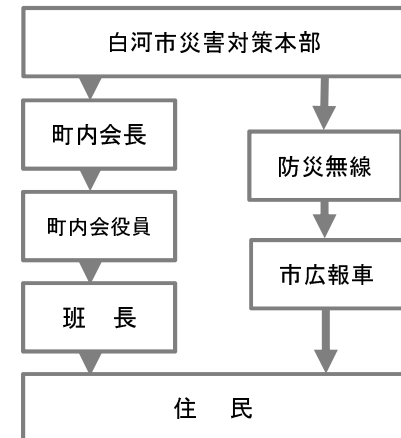 白河市災害対策本部
町内会長
防災無線
町内会役員
市広報車
班　長
住　民